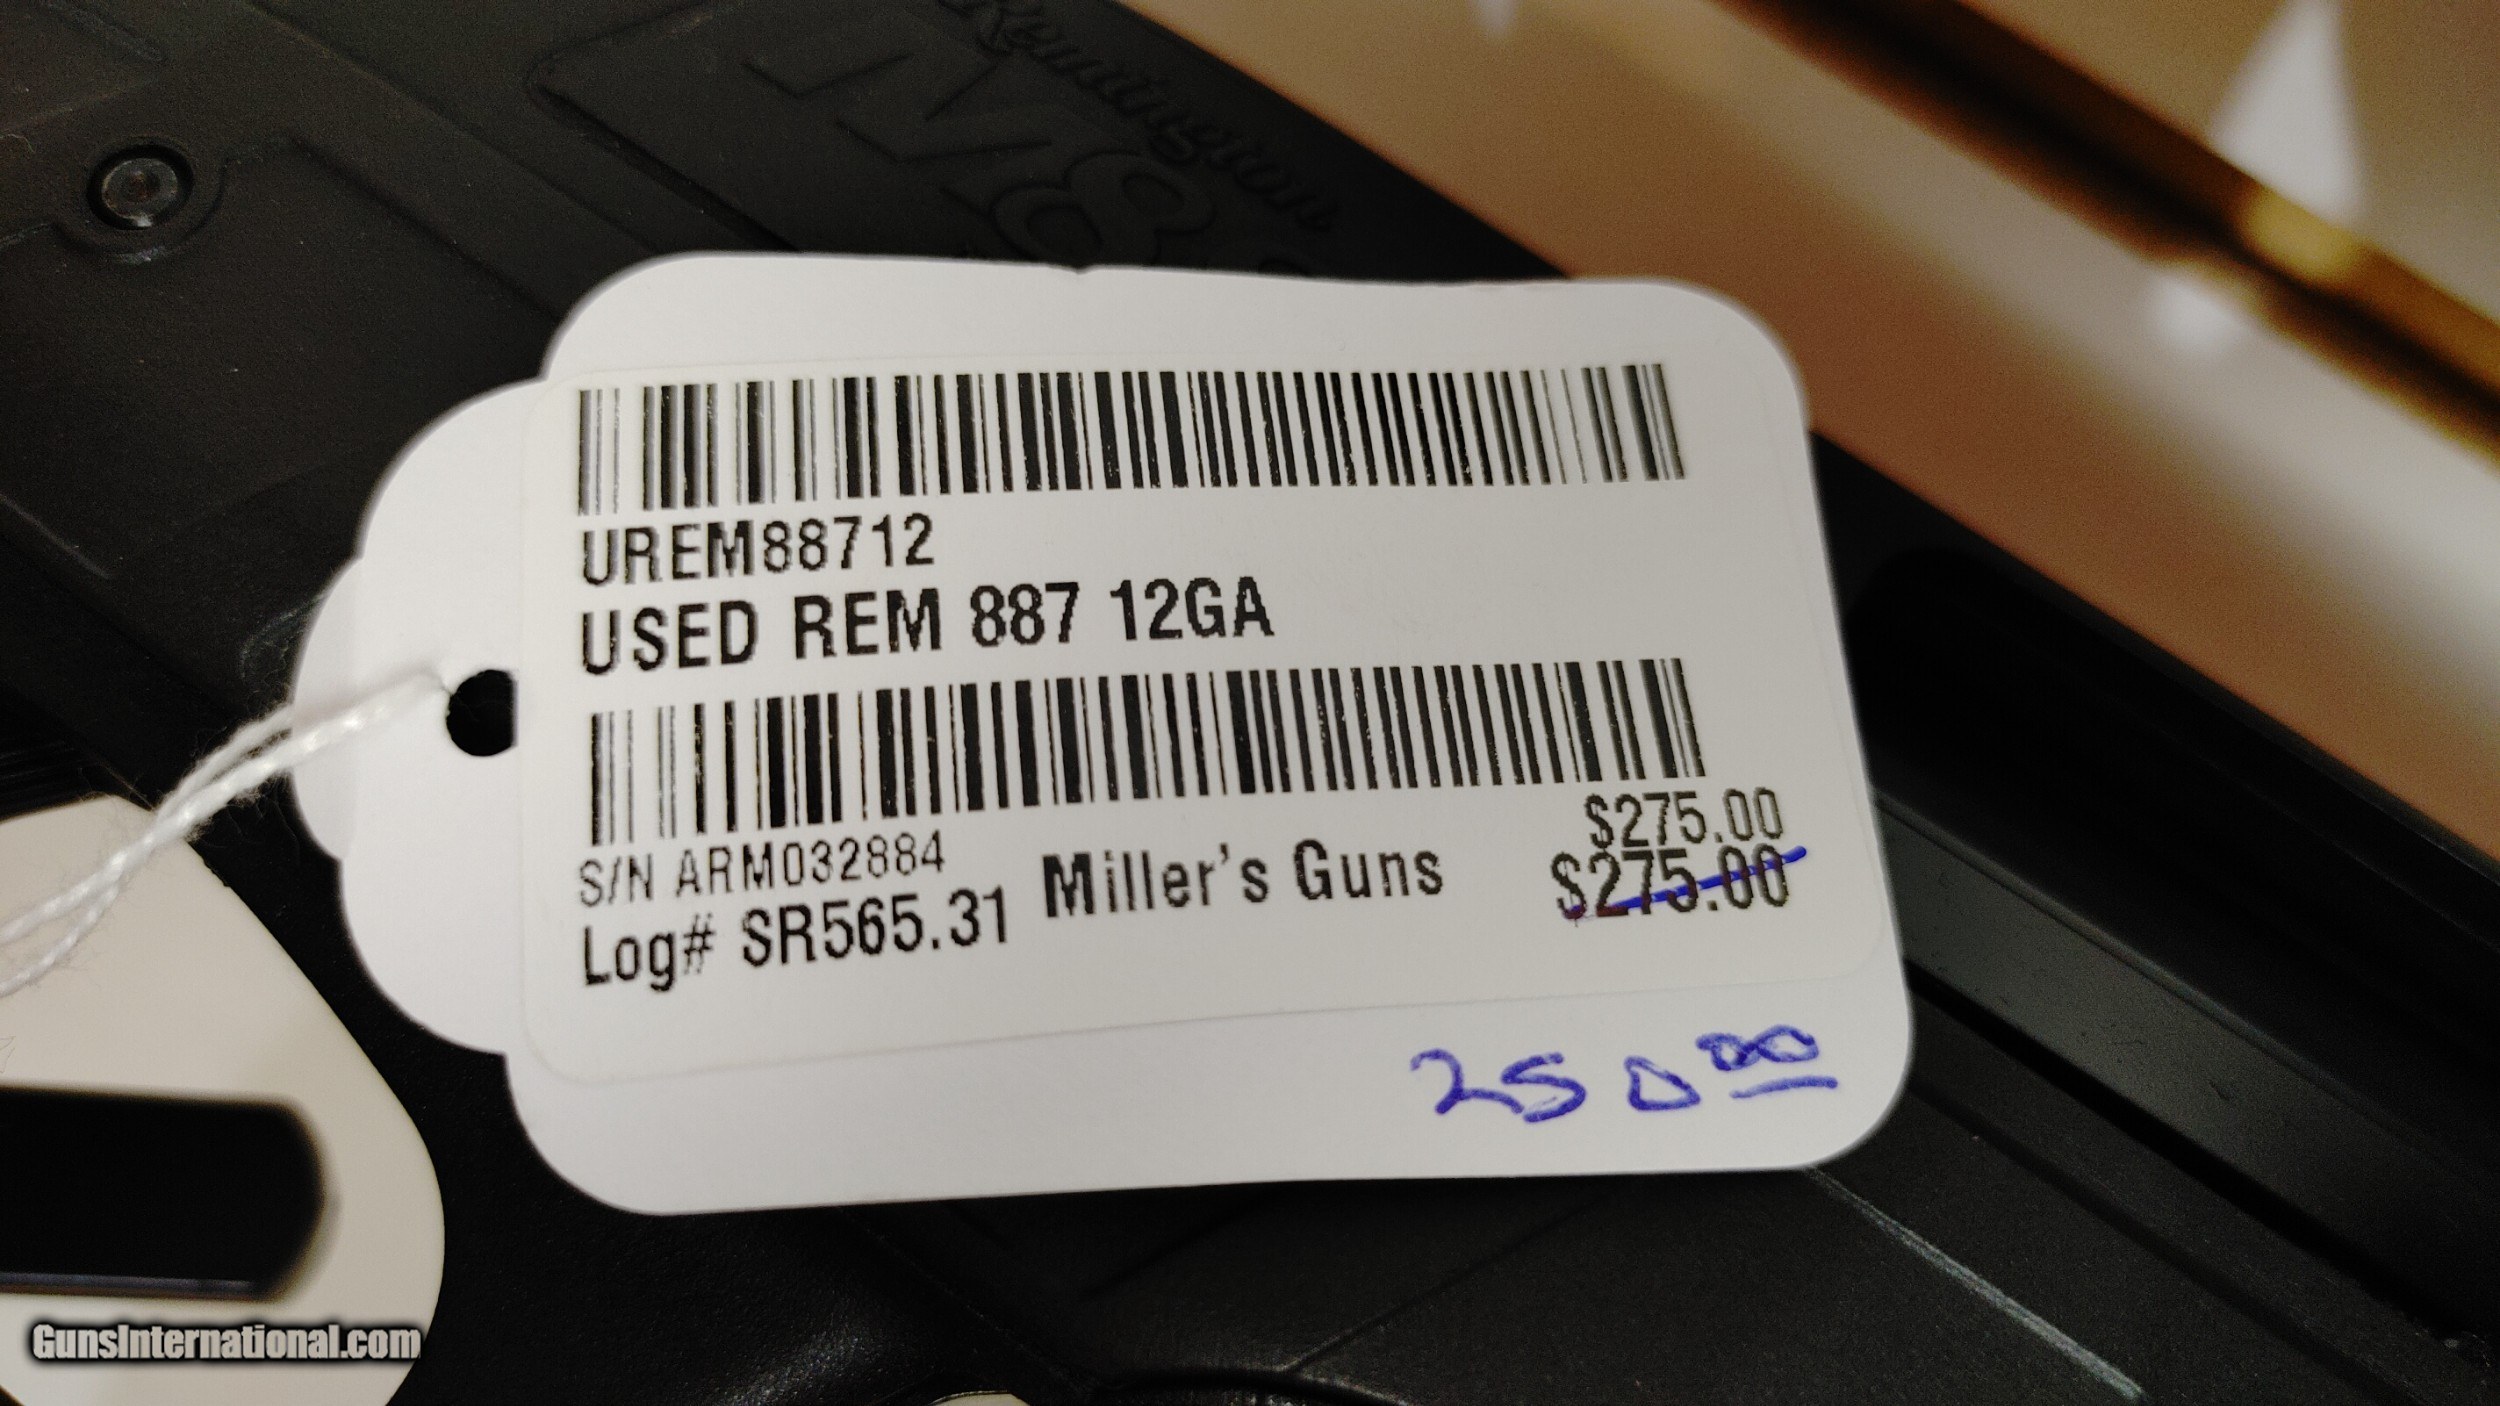 Remington
UREM88712
USED REM 887 12GA
$275.00
S/N ARM032884
Miller's Guns
$275.00
Log# SR565.31
250.00
GunsInternational.com